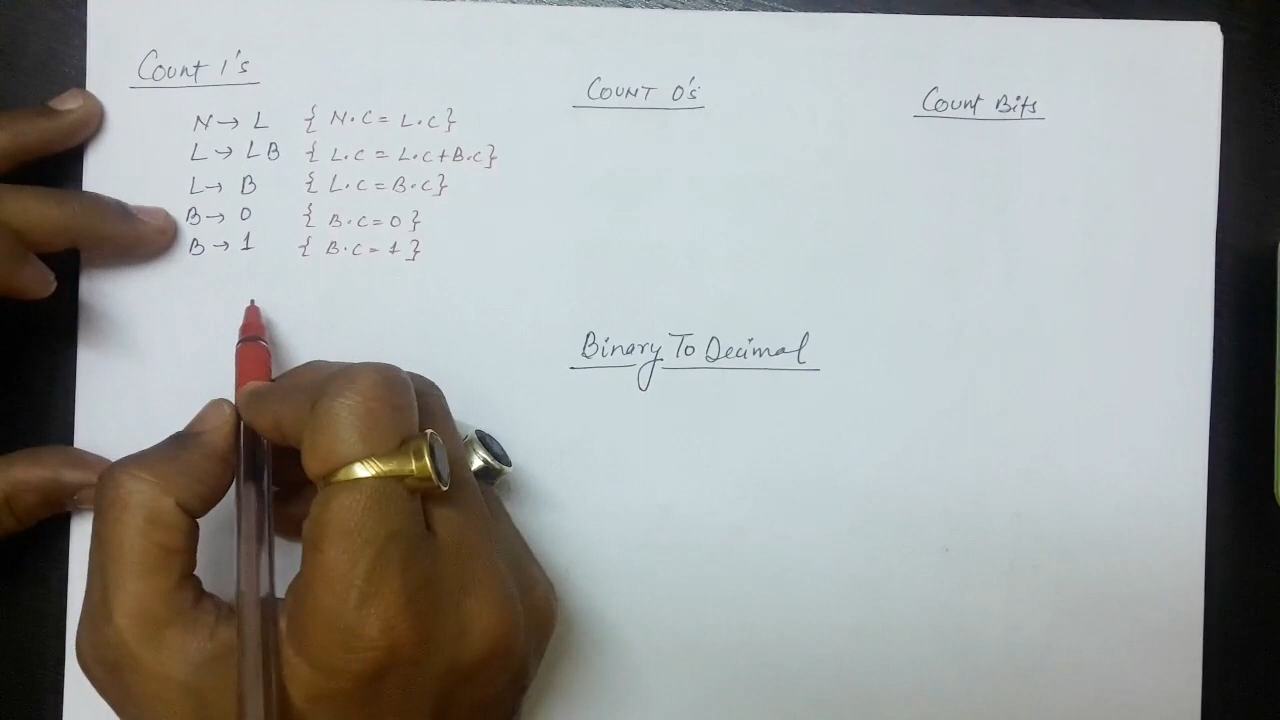 Count 1's
N → L { N.C = L.C }
L → LB { L.C = L.C + B.C }
L → B { L.C = B.C }
B → 0 { B.C = 0 }
B → 1 { B.C = 1 }
COUNT 0's
Count Bits
Binary To Decimal